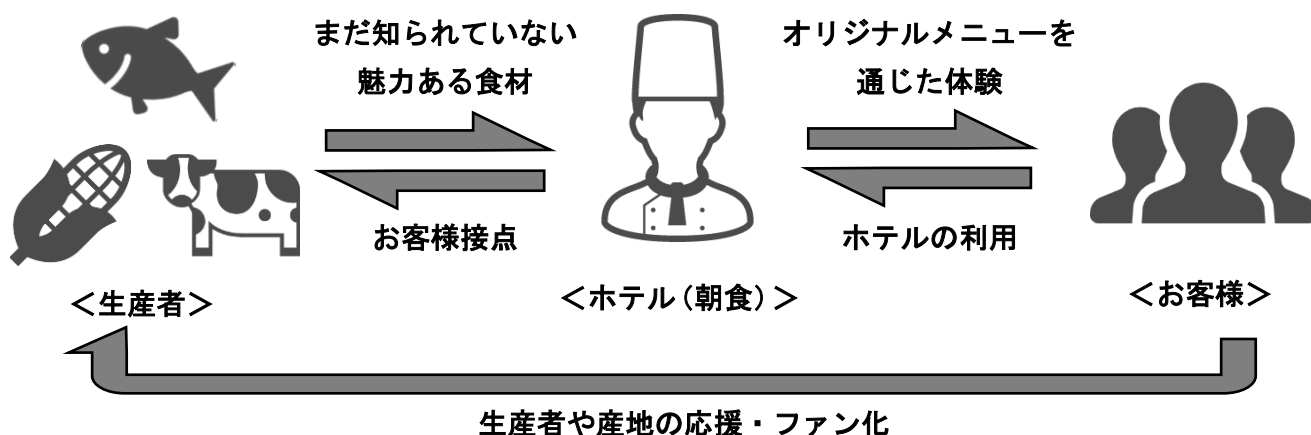 まだ知られていない
魅力ある食材
オリジナルメニューを
通じた体験
お客様接点
ホテルの利用
＜生産者＞
＜ホテル（朝食）＞
＜お客様＞
生産者や産地の応援・ファン化